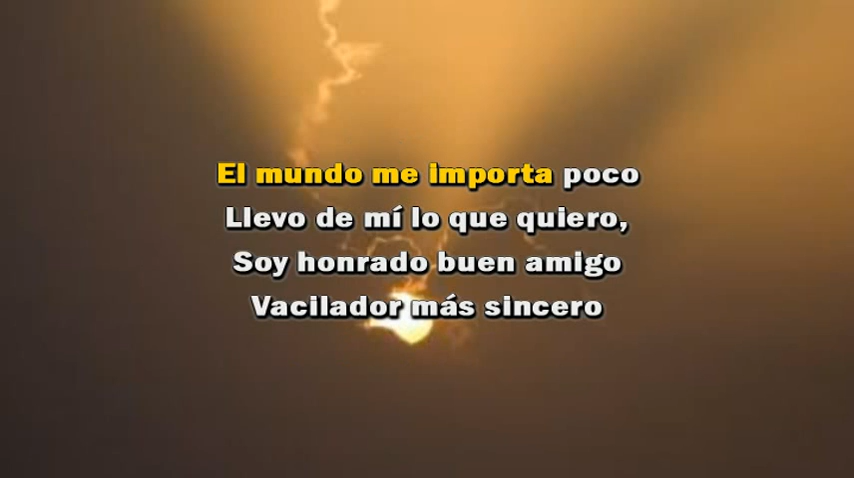 El mundo me importa poco
Llevo de mí lo que quiero,
Soy honrado buen amigo
Vacilador más sincero